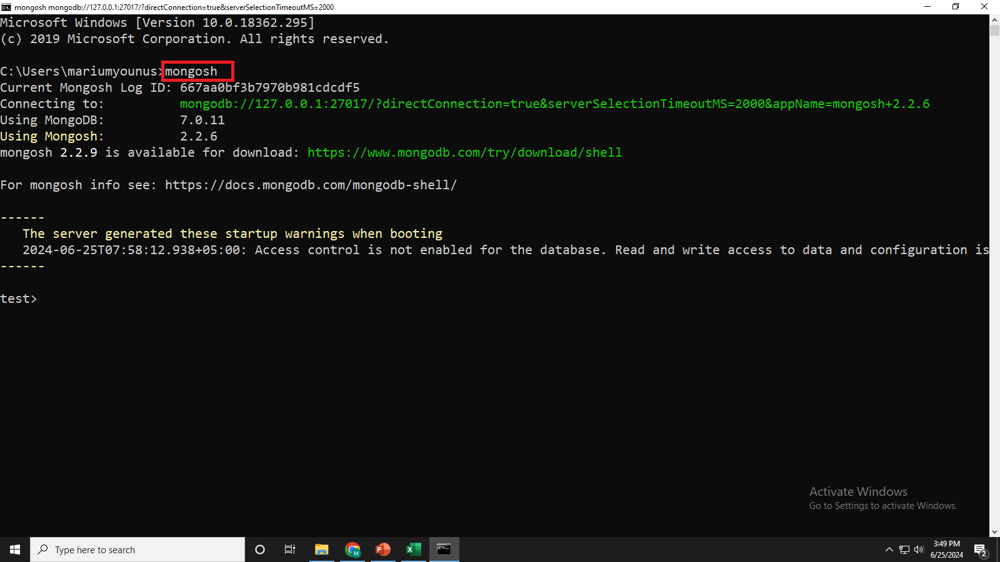 mongosh mongodb://127.0.0.1:27017/?directConnection=true&serverSelectionTimeoutMS=2000
Microsoft Windows [Version 10.0.18362.295]
(c) 2019 Microsoft Corporation. All rights reserved.
C:\Users\mariumyounus>mongosh
Current Mongosh Log ID: 667aa0bf3b7970b981cdcdf5
Connecting to: mongodb://127.0.0.1:27017/?directConnection=true&serverSelectionTimeoutMS=2000&appName=mongosh+2.2.6
Using MongoDB: 7.0.11
Using Mongosh: 2.2.6
mongosh 2.2.9 is available for download: https://www.mongodb.com/try/download/shell
For mongosh info see: https://docs.mongodb.com/mongodb-shell/
------
The server generated these startup warnings when booting
2024-06-25T07:58:12.938+05:00: Access control is not enabled for the database. Read and write access to data and configuration is
------
test>
Activate Windows
Go to Settings to activate Windows.
Type here to search
3:49 PM
6/25/2024
2